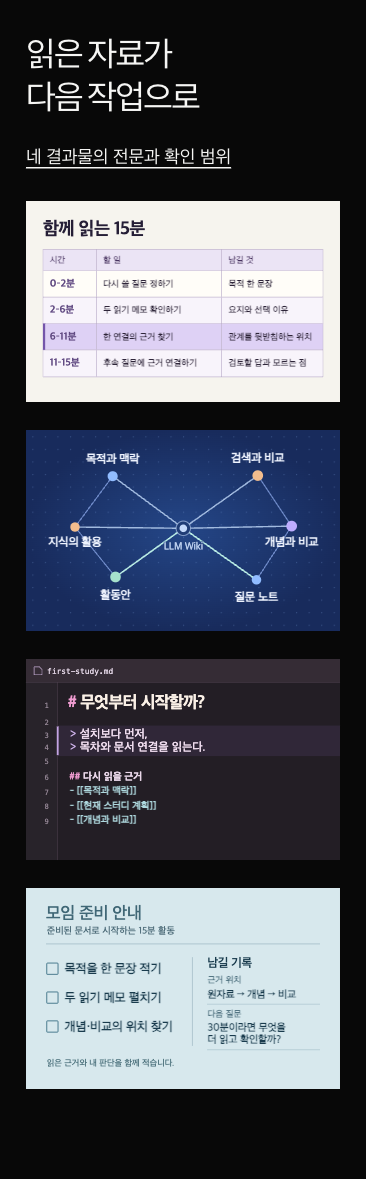 읽은 자료가
다음 작업으로
네 결과물의 전문과 확인 범위
함께 읽는 15분
시간 할 일 남길 것
0-2분 다시 쓸 질문 정하기 목적 한 문장
2-6분 두 읽기 메모 확인하기 요지와 선택 이유
6-11분 한 연결의 근거 찾기 관계를 뒷받침하는 위치
11-15분 후속 질문에 근거 연결하기 검토할 답과 모르는 점
목적과 맥락 검색과 비교
지식의 활용 LLM Wiki 개념과 비교
활동안 질문 노트
first-study.md
1 # 무엇부터 시작할까?
2
3 > 설치보다 먼저,
4 > 목차와 문서 연결을 읽는다.
5
6 ## 다시 읽을 근거
7 - [[목적과 맥락]]
8 - [[현재 스터디 계획]]
9 - [[개념과 비교]]
모임 준비 안내
준비된 문서로 시작하는 15분 활동
목적을 한 문장 적기
두 읽기 메모 펼치기
개념·비교의 위치 찾기
남길 기록
근거 위치
원자료 → 개념 → 비교
다음 질문
30분이라면 무엇을
더 읽고 확인할까?
읽은 근거와 내 판단을 함께 적습니다.